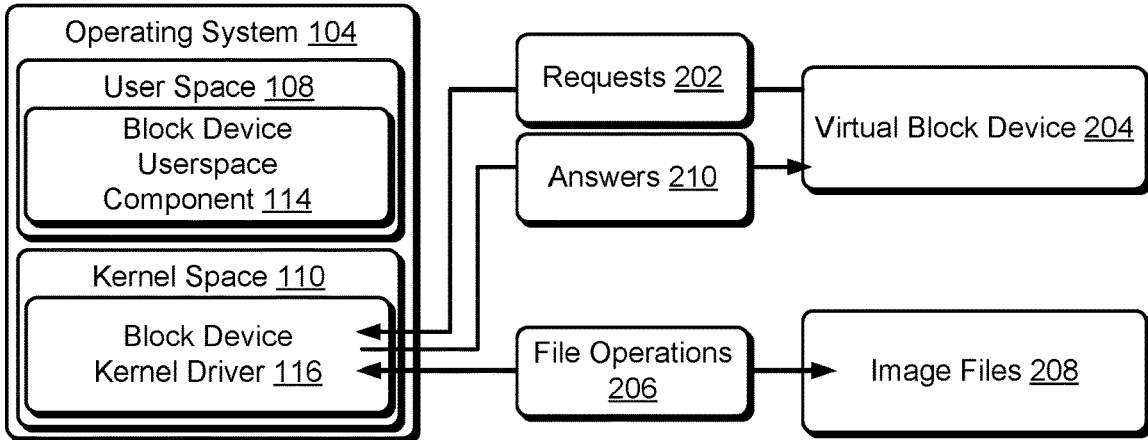 Operating System 104
User Space 108
Block Device
Userspace
Component 114
Kernel Space 110
Block Device
Kernel Driver 116
Requests 202
Answers 210
File Operations
206
Virtual Block Device 204
Image Files 208